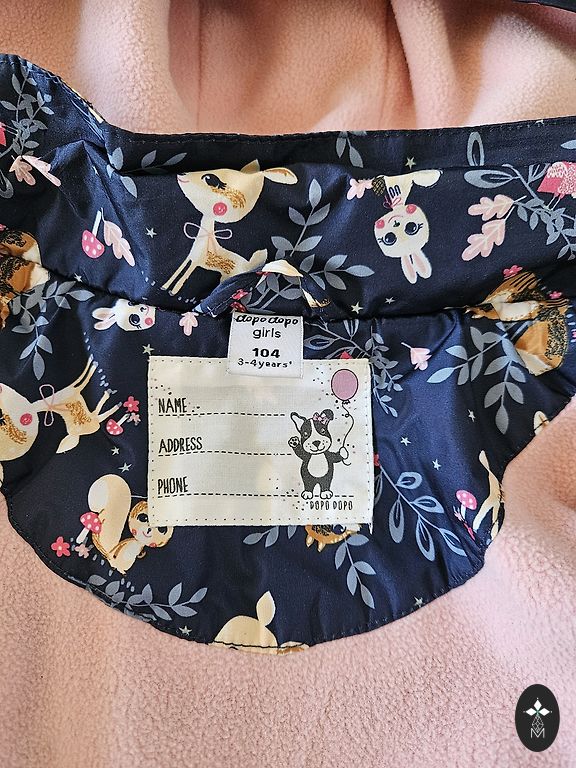 dopo dopo
girls
104
3-4years'
NAME
ADDRESS
PHONE
DOPO DOPO
M